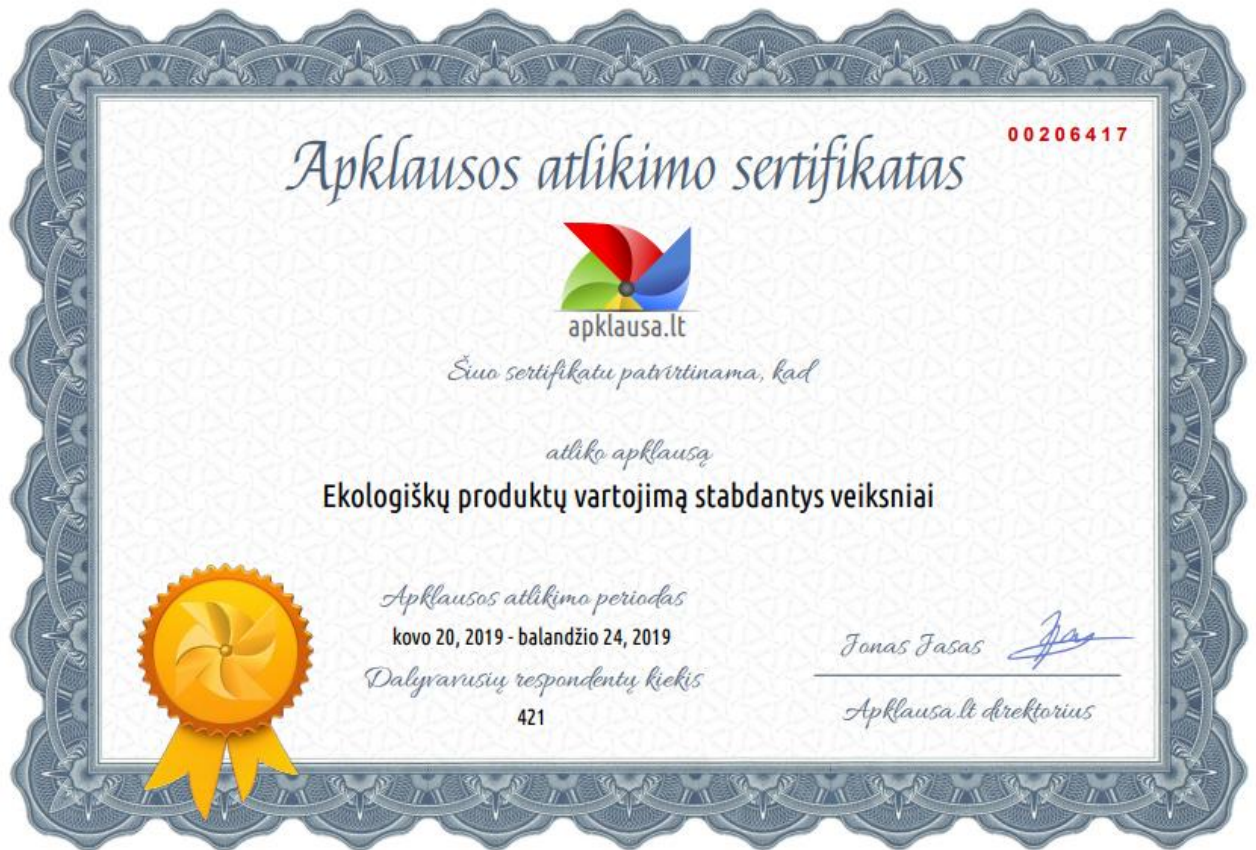 00206417
Apklausos atlikimo sertifikatas
apklausa.lt
Šiuo sertifikatu patvirtinama, kad
atliko apklausą
Ekologiškų produktų vartojimą stabdantys veiksniai
Apklausos atlikimo periodas
kovo 20, 2019 - balandžio 24, 2019
Dalyvavusių respondentų kiekis
421
Jonas Jasas
Apklausa.lt direktorius